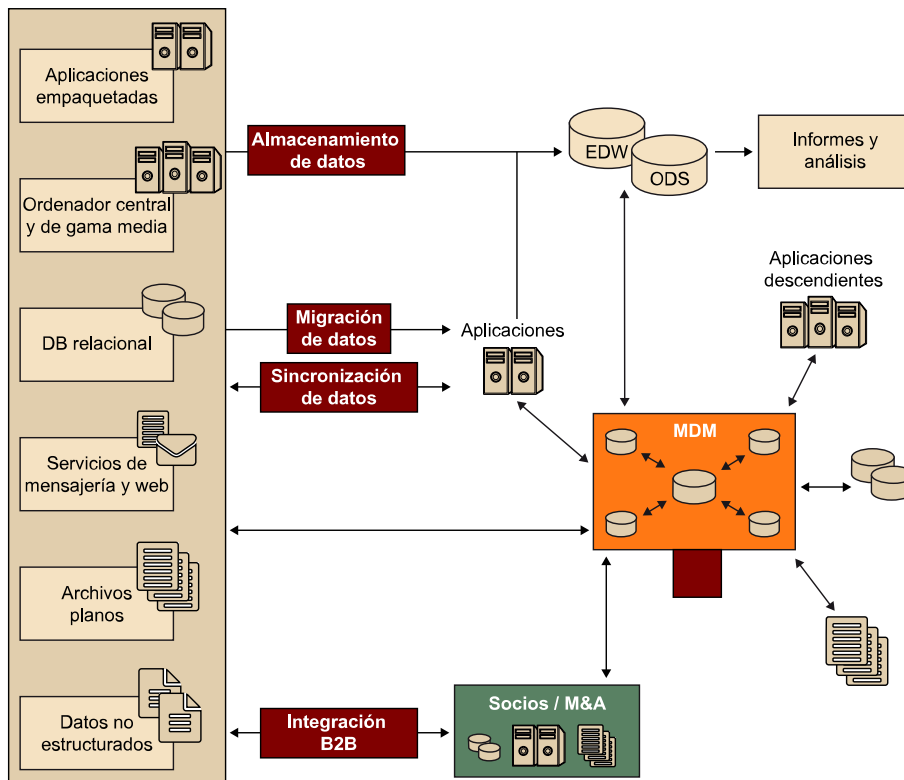 Aplicaciones
empaquetadas
Ordenador central
y de gama media
DB relacional
Servicios de
mensajería y web
Archivos
planos
Datos no
estructurados
Almacenamiento
de datos
Migración
de datos
Sincronización
de datos
Integración
B2B
Aplicaciones
EDW
ODS
Informes y
análisis
Aplicaciones
descendientes
MDM
Socios / M&A